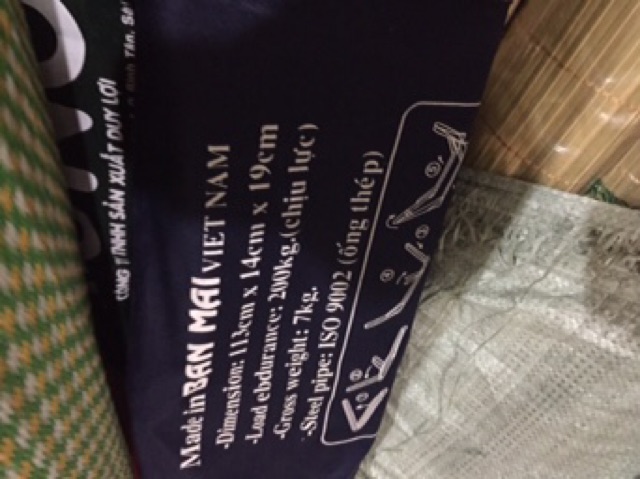 CÔNG TY TNHH SẢN XUẤT DUY LỢI
Made in BAN MAI VIET NAM
-Dimension: 113cm x 14cm x 19cm
-Load ebdurance: 200kg.(chịu lực)
-Gross weight: 7kg.
-Steel pipe: ISO 9002 (ống thép)